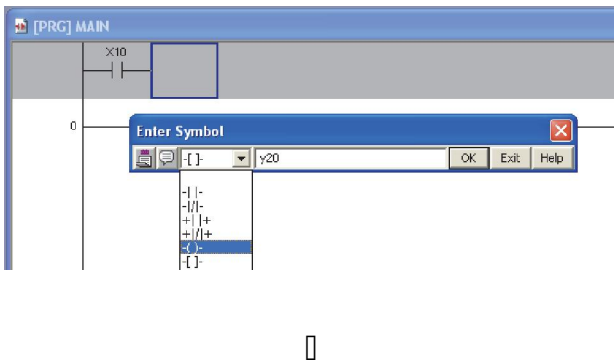 [PRG] MAIN
X10
0
Enter Symbol
-[ ]- y20 OK Exit Help
-| |-
-|/|-
+| |+
+|/|+
-( )-
-[ ]-
▯